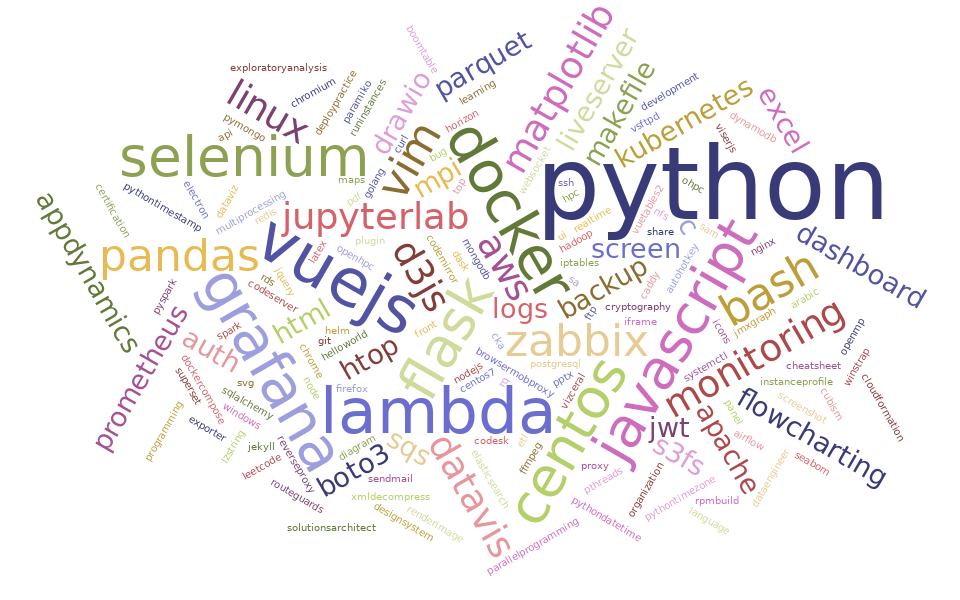 boomtable
matplotlib
exploratoryanalysis
chromium
linux
drawio
parquet
learning
liveserver
makefile
development
excel
deploypractice
paramiko
runinstances
pymongo
api
curl
horizon
vsftpd
kubernetes
dynamodb
viserjs
selenium
vim
docker
bug
python
maps
golang
mpi
top
websocket
ssh
hpc
ohpc
certification
pythontimestamp
electron
dataviz
multiprocessing
redis
pdf
jupyterlab
ui
realtime
vuetables2
nfs
c
share
sam
appdynamics
pandas
vuejs
latex
plugin
openhpc
d3js
codemirror
dask
mongodb
aws
hadoop
iptables
screen
nginx
dashboard
javascript
pyspark
grafana
rds
jquery
codeserver
flask
logs
sa
backup
ftp
caddy
autohotkey
cryptography
bash
arabic
prometheus
spark
auth
html
helm
git
helloworld
front
htop
cka
zabbix
iframe
icons
jmxgraph
monitoring
openmp
superset
dockercompose
svg
sqlalchemy
chrome
node
firefox
lambda
nodejs
centos7
browsermobproxy
postgresql
pptx
vizceral
systemctl
cheatsheet
instanceprofile
winstrap
programming
exporter
windows
lzstring
jekyll
leetcode
reverseproxy
routeguards
boto3
diagram
sqs
datavis
codesk
etl
ffmpeg
centos
jwt
apache
panel
airflow
screenshot
cubism
flowcharting
cloudformation
seaborn
dataengineer
sendmail
xmldecompress
elasticsearch
proxy
pthreads
s3fs
organization
pythontimezone
rpmbuild
language
solutionsarchitect
designsystem
renderimage
pythondatetime
parallelprogramming